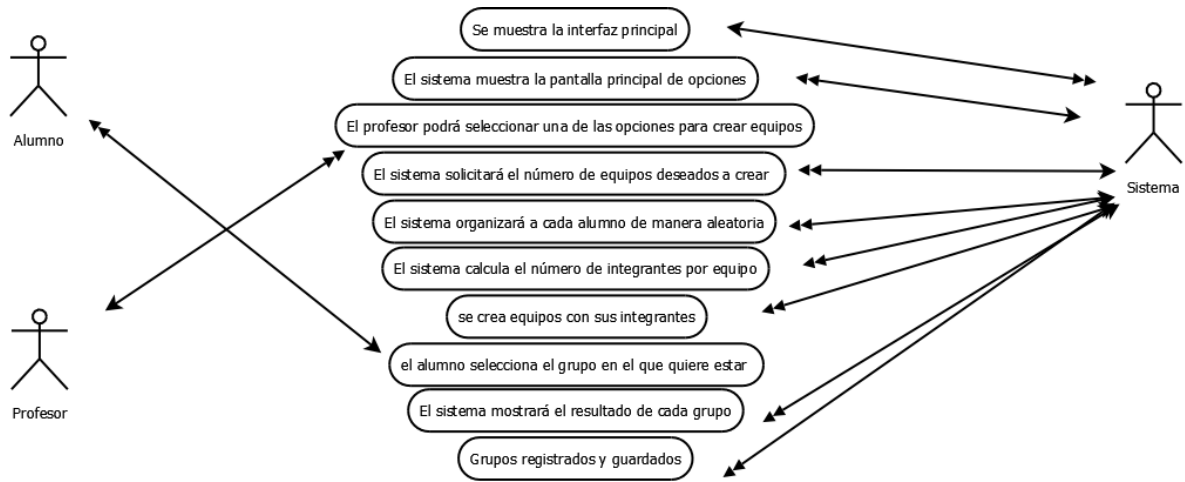 Se muestra la interfaz principal
El sistema muestra la pantalla principal de opciones
Alumno
El profesor podrá seleccionar una de las opciones para crear equipos
El sistema solicitará el número de equipos deseados a crear
Sistema
El sistema organizará a cada alumno de manera aleatoria
El sistema calcula el número de integrantes por equipo
se crea equipos con sus integrantes
el alumno selecciona el grupo en el que quiere estar
Profesor
El sistema mostrará el resultado de cada grupo
Grupos registrados y guardados